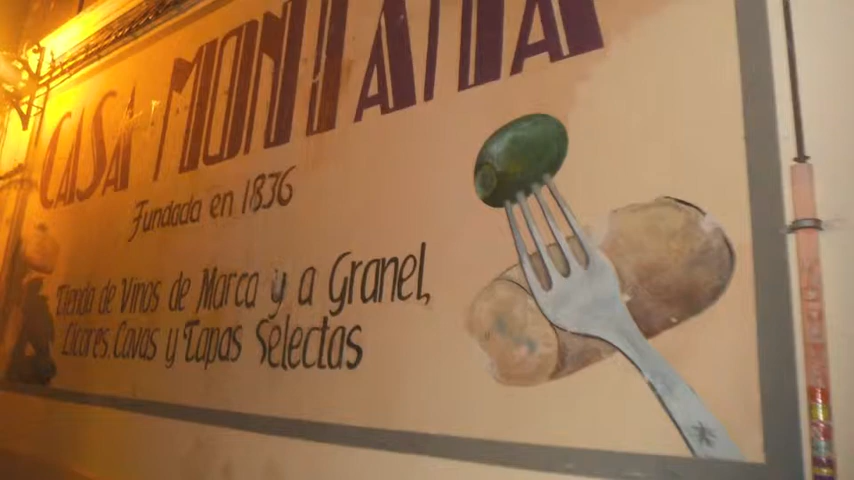 CASA MONTAÑA
Fundada en 1836
Tienda de Vinos de Marca y a Granel,
Licores, Cavas y Tapas Selectas